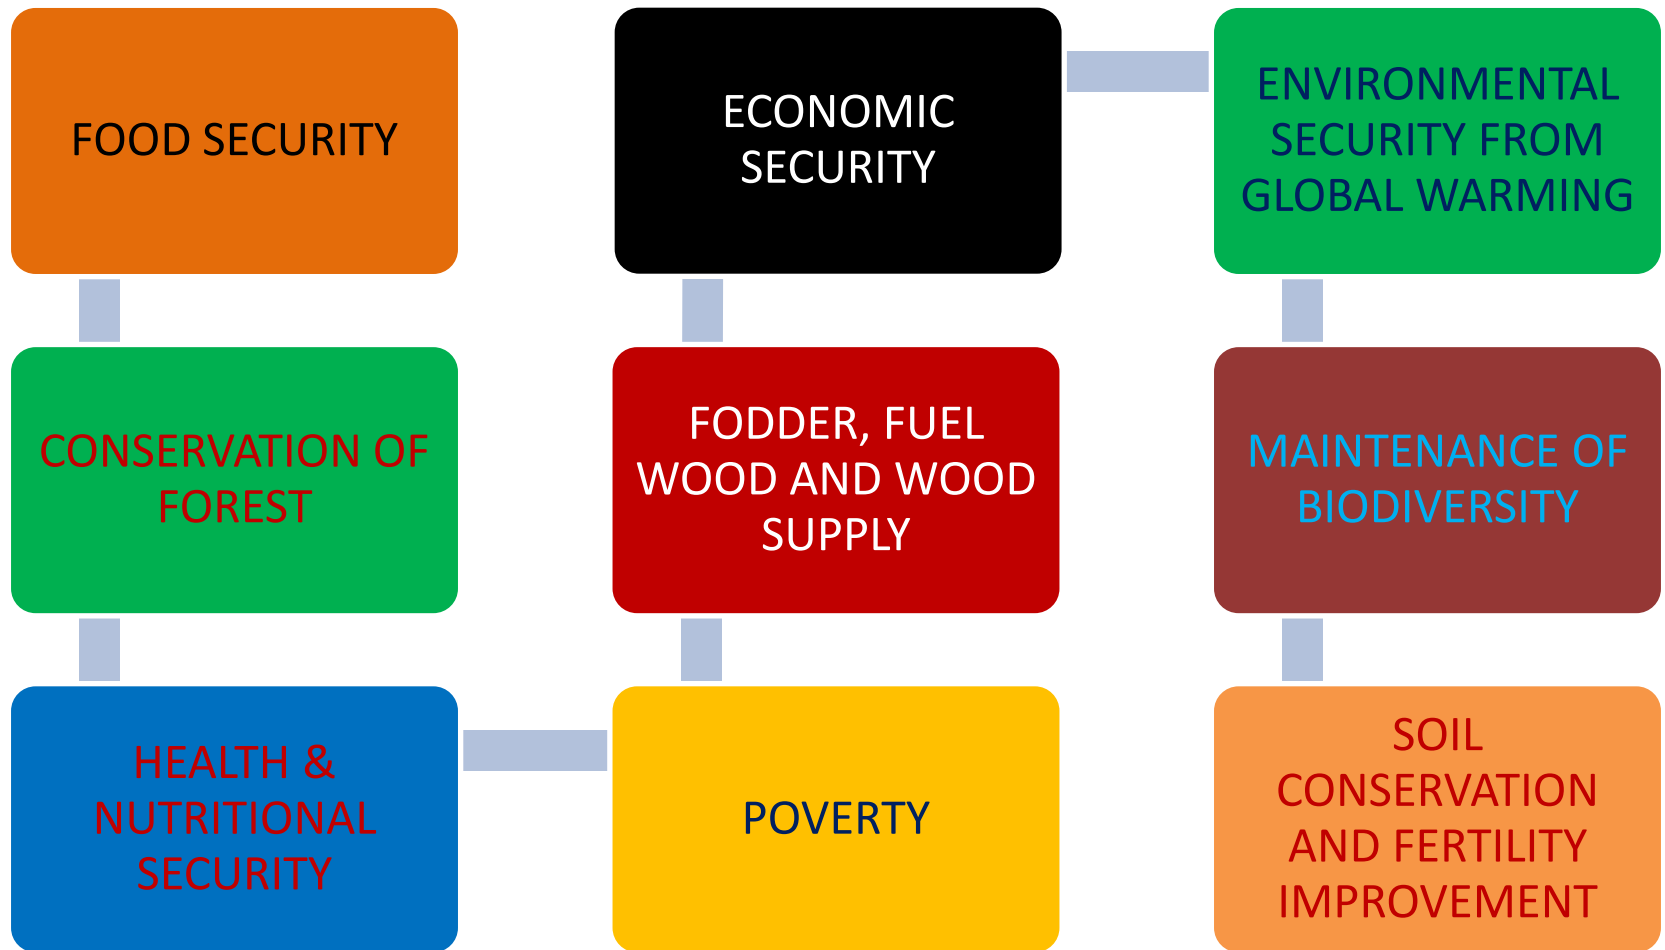 FOOD SECURITY
CONSERVATION OF
FOREST
HEALTH &
NUTRITIONAL
SECURITY
POVERTY
FODDER, FUEL
WOOD AND WOOD
SUPPLY
ECONOMIC
SECURITY
ENVIRONMENTAL
SECURITY FROM
GLOBAL WARMING
MAINTENANCE OF
BIODIVERSITY
SOIL
CONSERVATION
AND FERTILITY
IMPROVEMENT